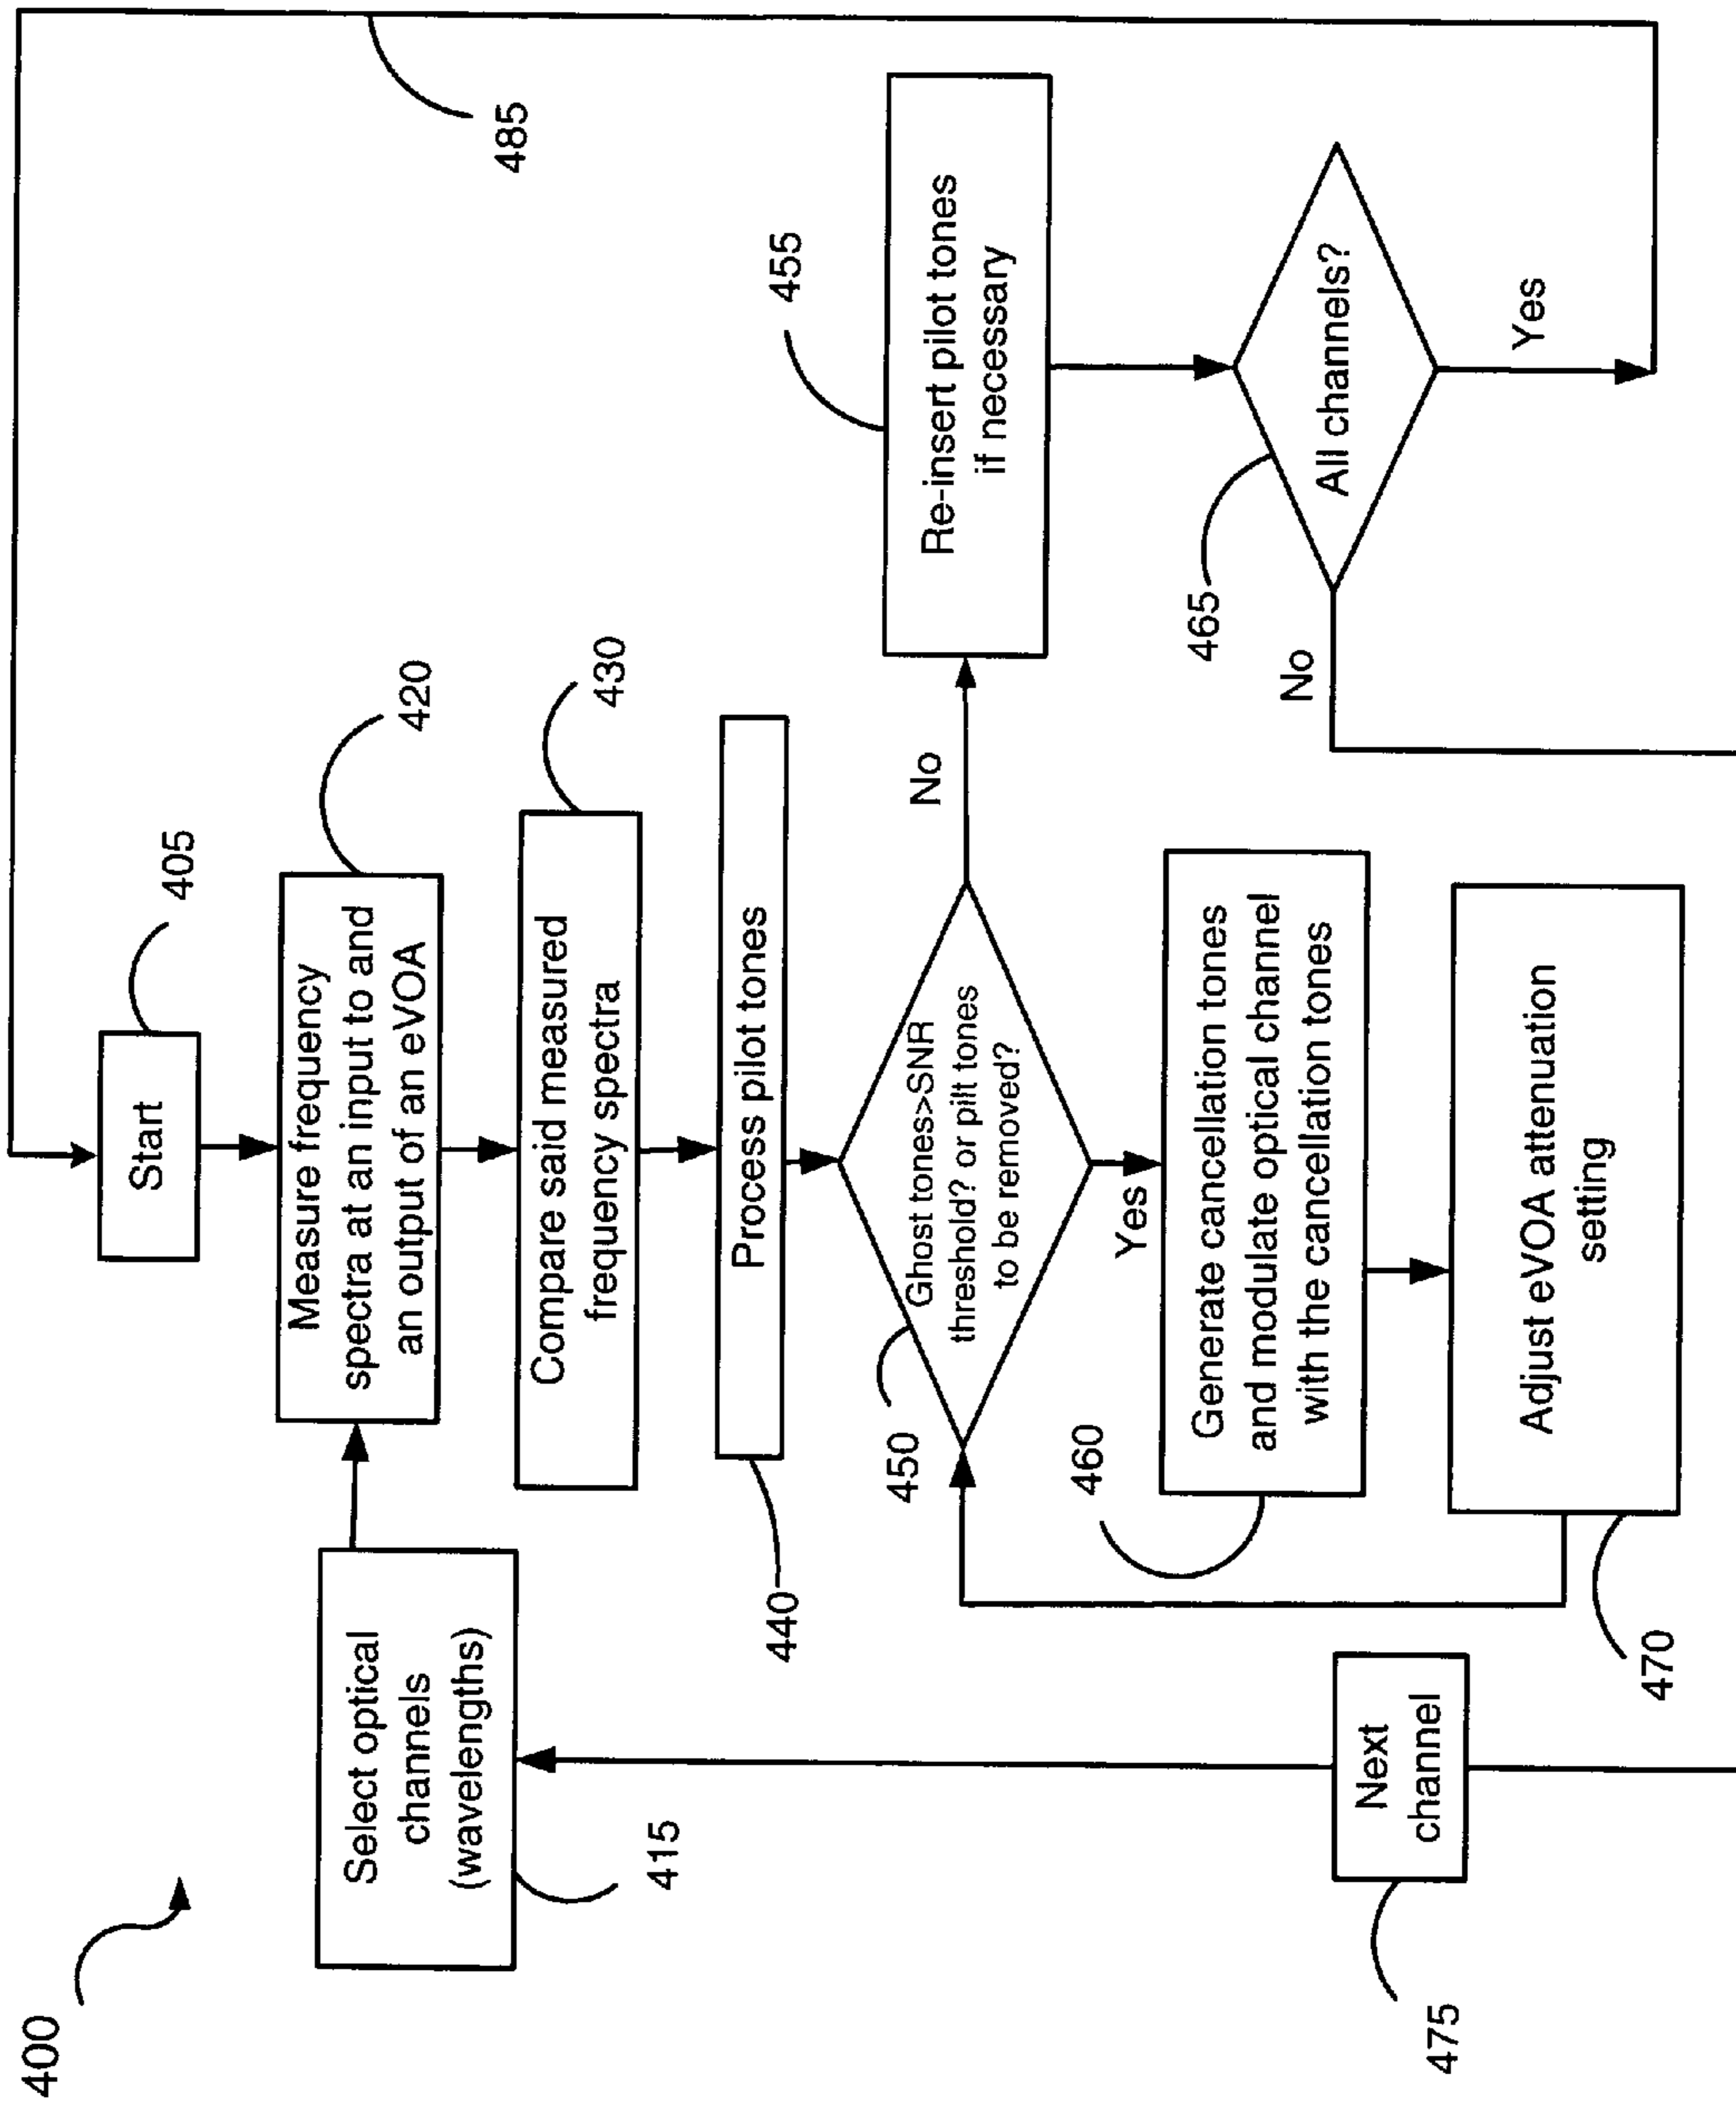 400
485
Start
405
Select optical
channels
(wavelengths)
415
Measure frequency
spectra at an input to and
an output of an eVOA
420
Compare said measured
frequency spectra
430
Process pilot tones
440
Ghost tones>SNR
threshold? or pilt tones
to be removed?
450
No
Yes
Re-insert pilot tones
if necessary
455
Generate cancellation tones
and modulate optical channel
with the cancellation tones
460
All channels?
465
No
Yes
Adjust eVOA attenuation
setting
470
Next
channel
475